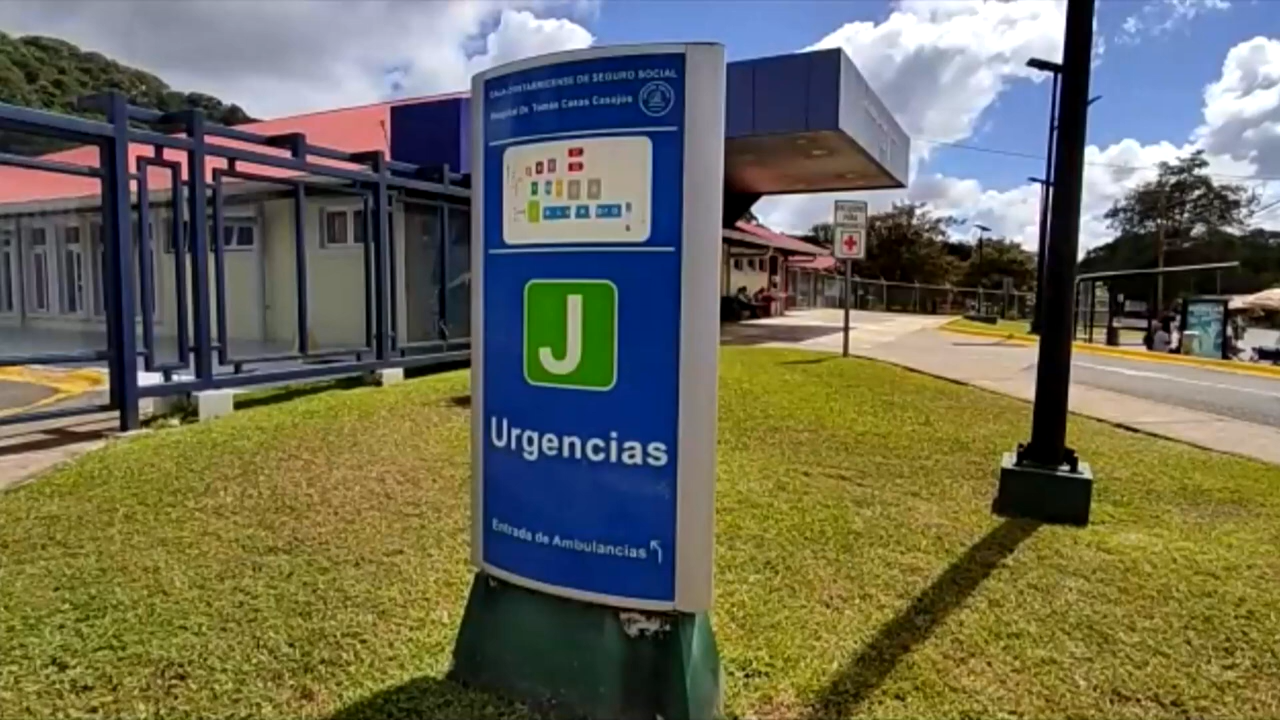 CAJA COSTARRICENSE DE SEGURO SOCIAL
Hospital Dr. Tomás Casas Casajús
J
Urgencias
Entrada de Ambulancias